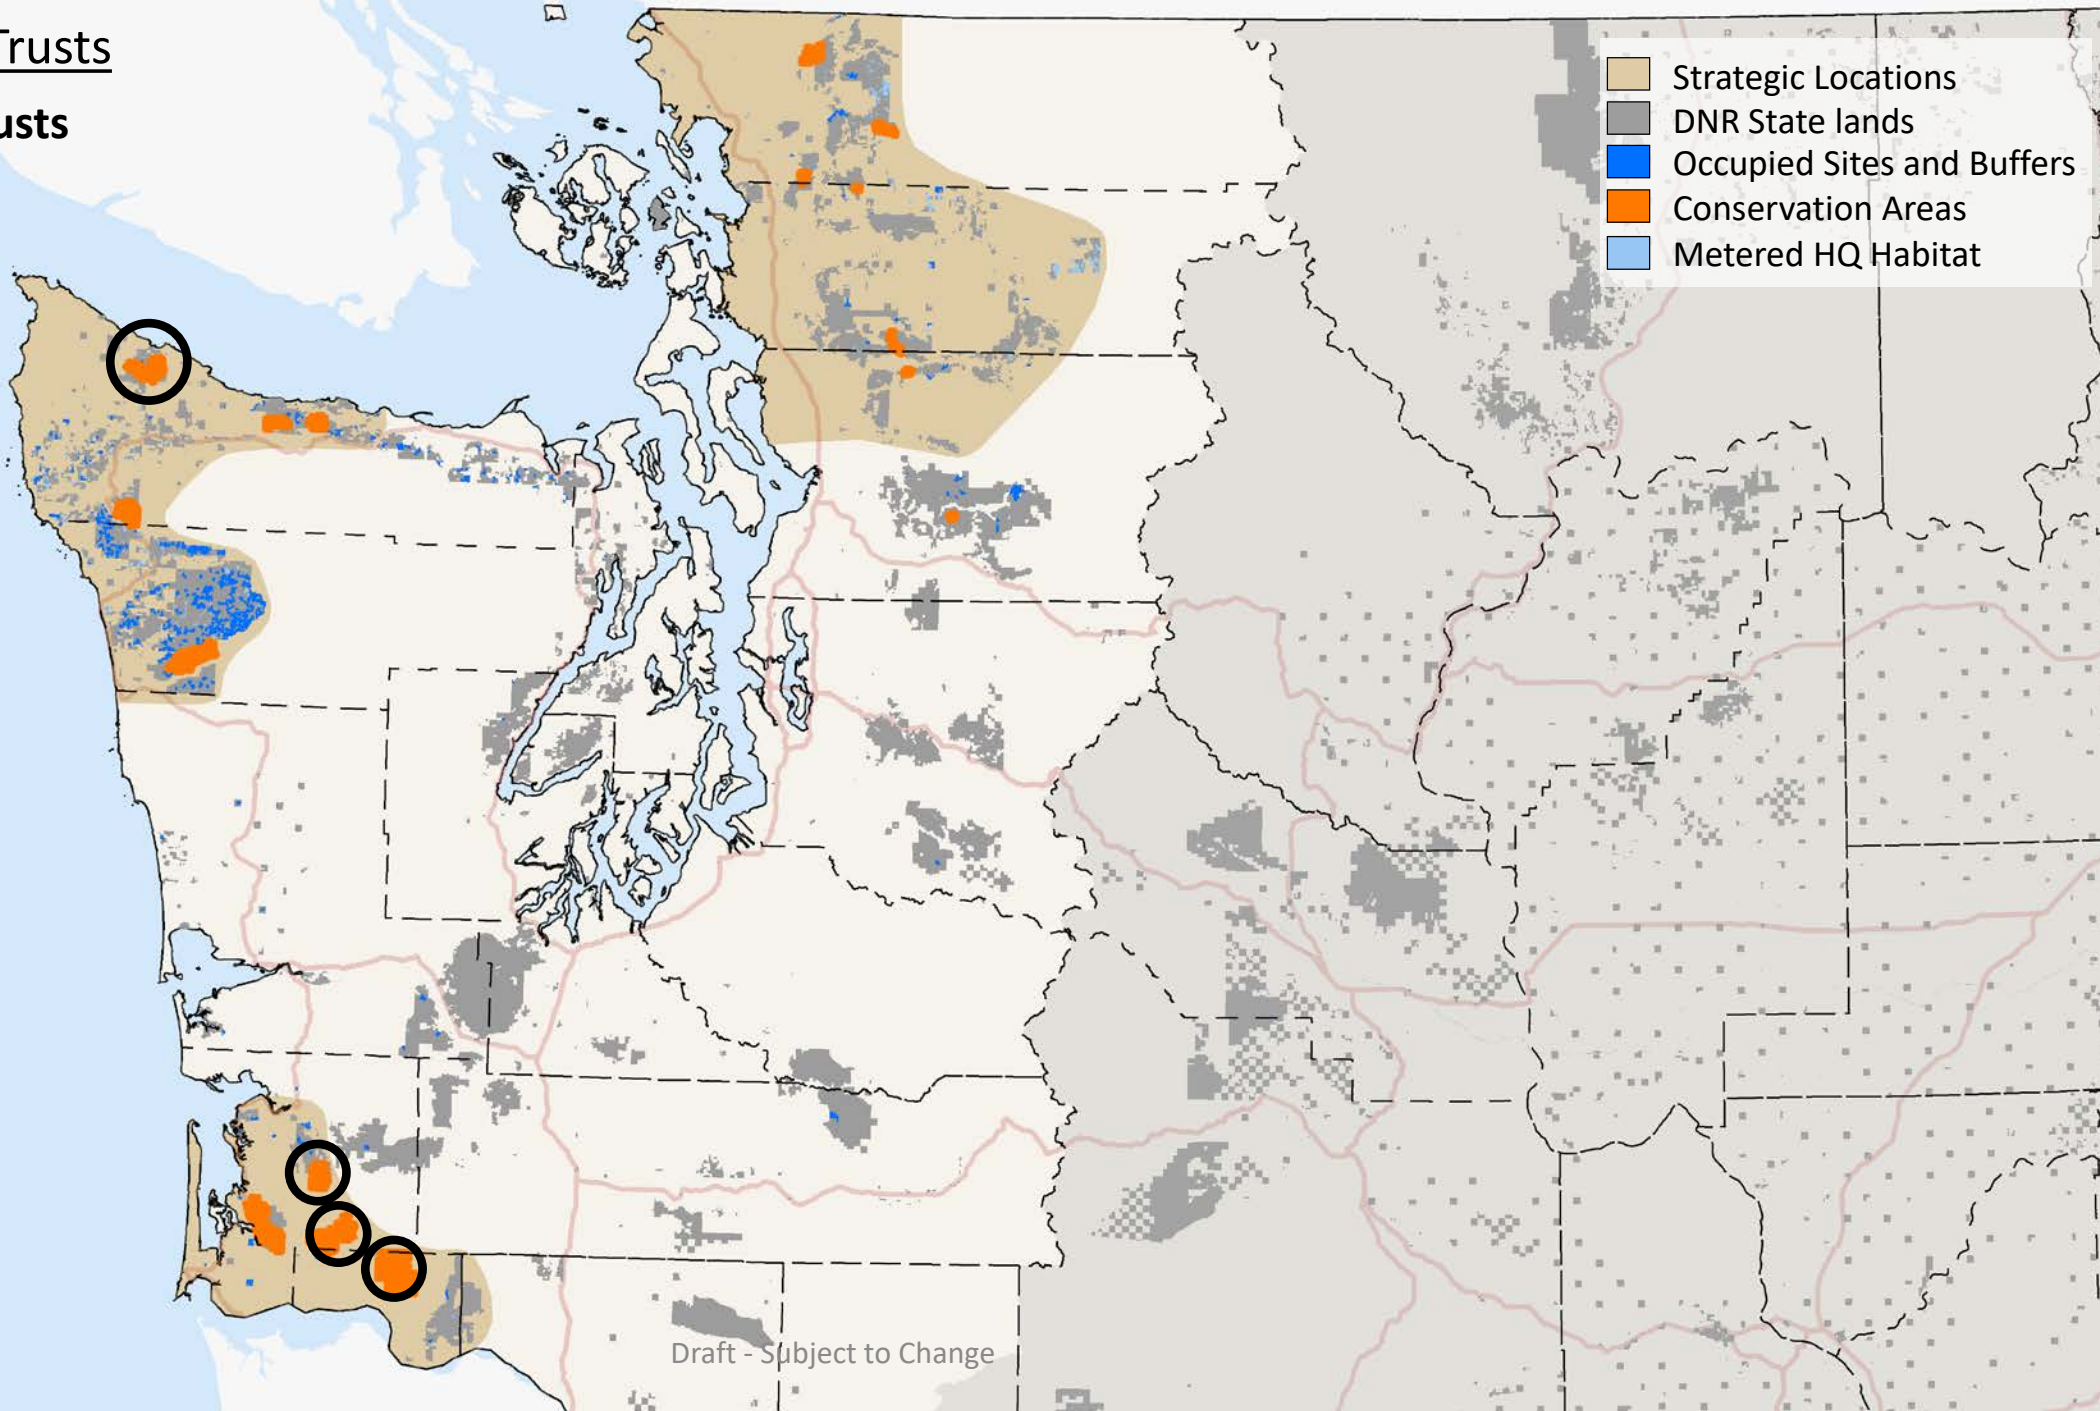 Trusts
usts
Strategic Locations
DNR State lands
Occupied Sites and Buffers
Conservation Areas
Metered HQ Habitat
Draft - Subject to Change